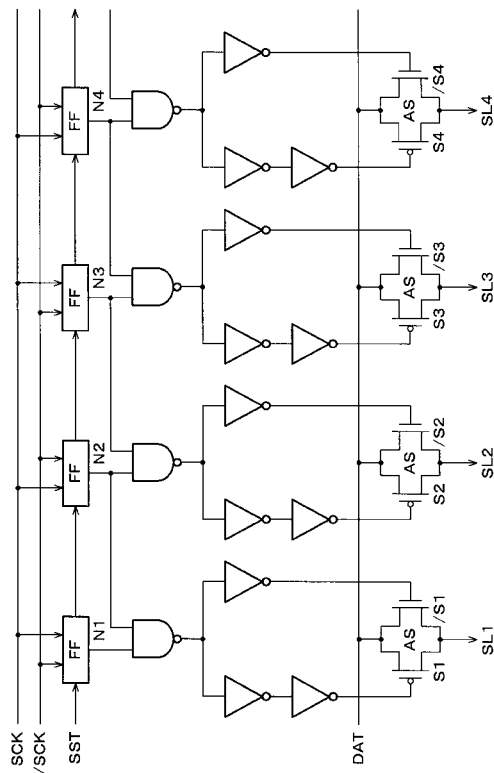 SCK
/SCK
SST
FF
FF
FF
FF
N1
N2
N3
N4
DAT
AS
AS
AS
AS
S1
/S1
S2
/S2
S3
/S3
S4
/S4
SL1
SL2
SL3
SL4